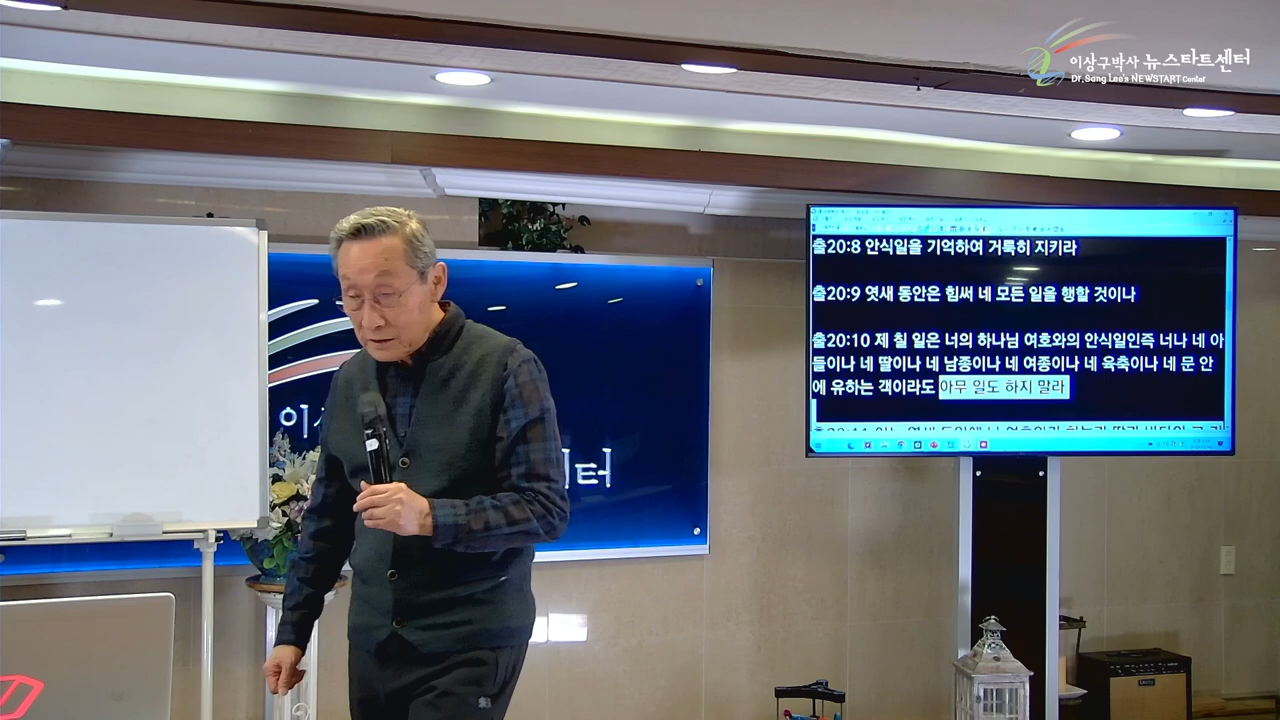 이상구박사 뉴스타트센터
Dr. Sang Lee's NEWSTART Center
출20:8 안식일을 기억하여 거룩히 지키라
출20:9 엿새 동안은 힘써 네 모든 일을 행할 것이나
출20:10 제 칠 일은 너의 하나님 여호와의 안식일인즉 너나 네 아
들이나 네 딸이나 네 남종이나 네 여종이나 네 육축이나 네 문 안
에 유하는 객이라도 아무 일도 하지 말라
이상
터